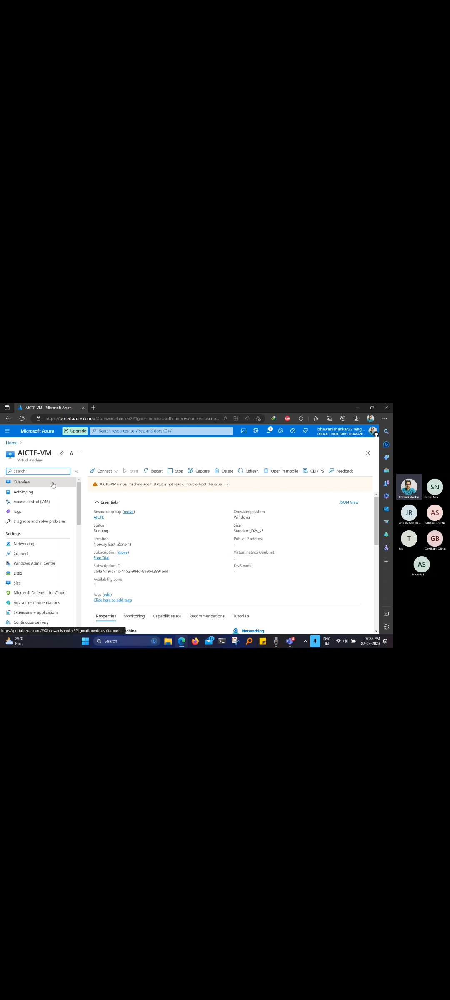 AICTE-VM - Microsoft Azure
https://portal.azure.com/#@bhawanishankar321gmail.onmicrosoft.com/resource/subscrip...
ABP
Microsoft Azure
Upgrade
Search resources, services, and docs (G+/)
1
bhawanishankar321@g...
DEFAULT DIRECTORY (BHAWANI...
Home >
AICTE-VM
Virtual machine
Search
Connect
Start
Restart
Stop
Capture
Delete
Refresh
Open in mobile
CLI / PS
Feedback
Overview
Activity log
Access control (IAM)
Tags
Diagnose and solve problems
Settings
Networking
Connect
Windows Admin Center
Disks
Size
Microsoft Defender for Cloud
Advisor recommendations
Extensions + applications
Continuous delivery
AICTE-VM virtual machine agent status is not ready. Troubleshoot the issue →
Essentials
JSON View
Resource group (move)
AICTE
Status
Running
Location
Norway East (Zone 1)
Subscription (move)
Free Trial
Subscription ID
764a7df9-c71b-4152-984d-8a9b43991e4d
Availability zone
1
Tags (edit)
Click here to add tags
Operating system
Windows
Size
Standard_D2s_v3
Public IP address
-
Virtual network/subnet
-
DNS name
-
Properties
Monitoring
Capabilities (8)
Recommendations
Tutorials
https://portal.azure.com/#@bhawanishankar321gmail.onmicrosoft.com/r...
achine
Networking
29°C
Haze
Search
13
4
ENG
IN
07:36 PM
02-03-2023
Bhawani Shankar...
SN
Samar Naik
JR
Jaya prakash red...
AS
Abhishek Sharma
T
teja
GB
Gowthami G Bhat
AS
Ashwathi S